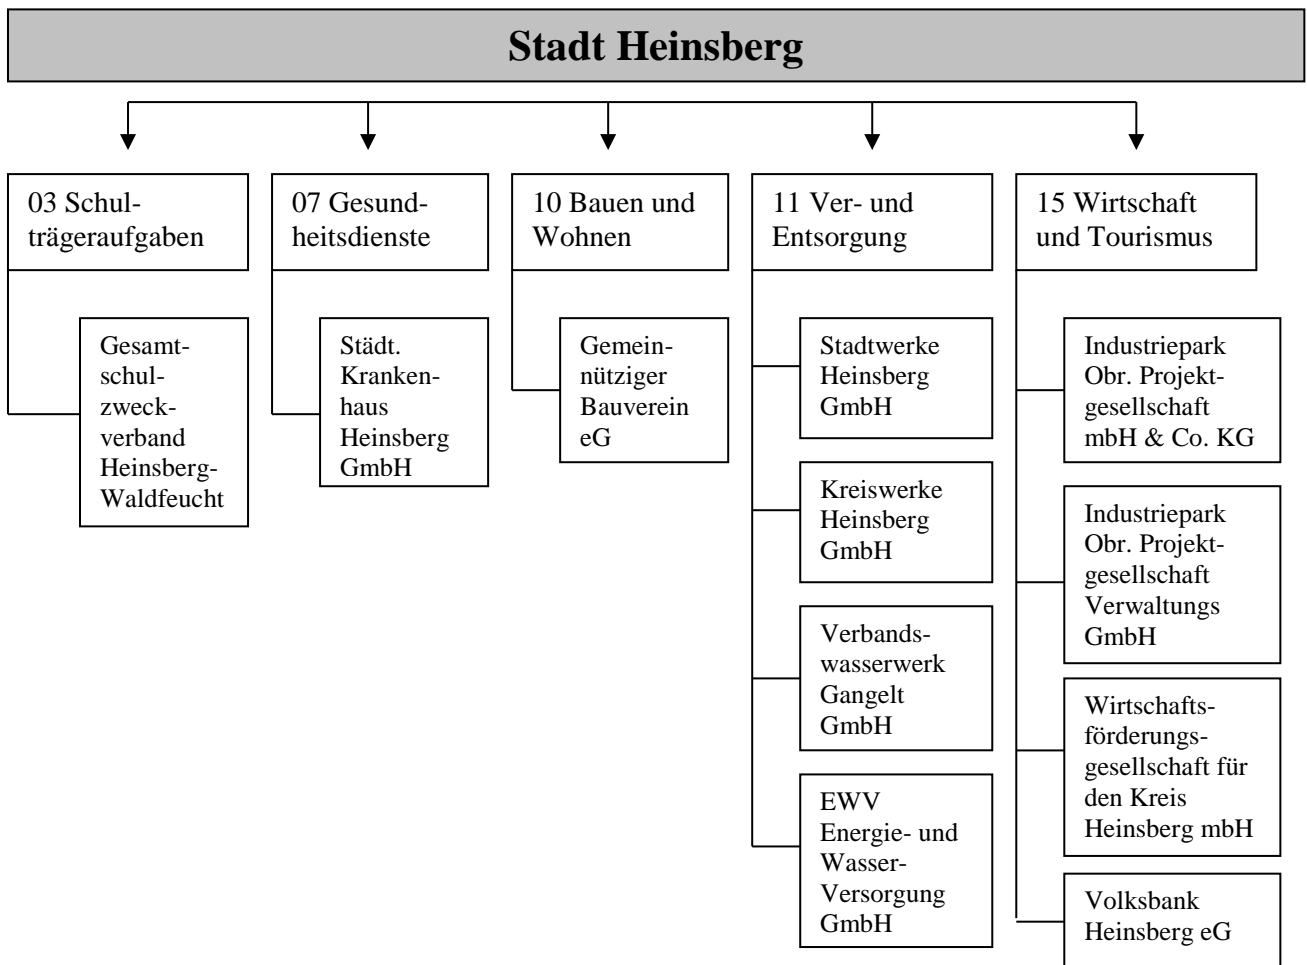 Stadt Heinsberg
03 Schul-
trägeraufgaben
Gesamt-
schul-
zweck-
verband
Heinsberg-
Waldfeucht
07 Gesund-
heitsdienste
Städt.
Kranken-
haus
Heinsberg
GmbH
10 Bauen und
Wohnen
Gemein-
nütziger
Bauverein
eG
11 Ver- und
Entsorgung
Stadtwerke
Heinsberg
GmbH
Kreiswerke
Heinsberg
GmbH
Verbands-
wasserwerk
Gangelt
GmbH
EWV
Energie- und
Wasser-
Versorgung
GmbH
15 Wirtschaft
und Tourismus
Industriepark
Obr. Projekt-
gesellschaft
mbH & Co. KG
Industriepark
Obr. Projekt-
gesellschaft
Verwaltungs
GmbH
Wirtschafts-
förderungs-
gesellschaft für
den Kreis
Heinsberg mbH
Volksbank
Heinsberg eG